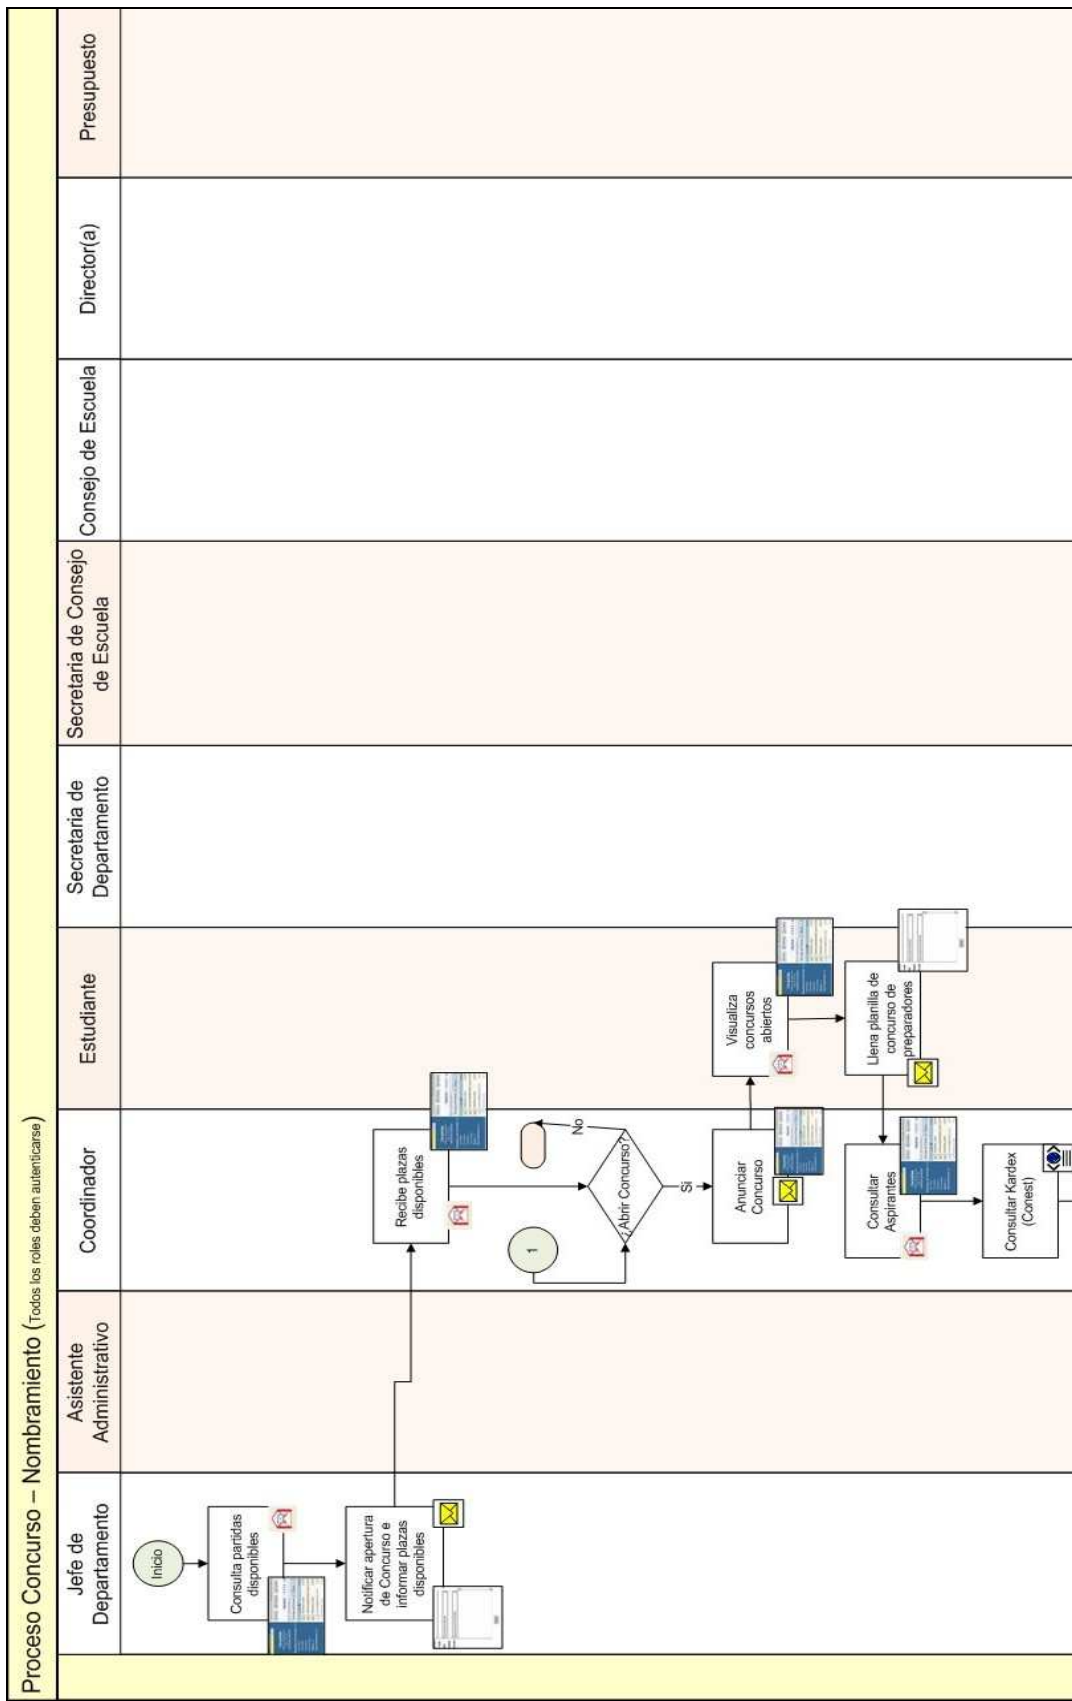 Proceso Concurso – Nombramiento (Todos los roles deben autenticarse)
Jefe de
Departamento
Asistente
Administrativo
Coordinador
Estudiante
Secretaria de
Departamento
Secretaria de Consejo
de Escuela
Consejo de Escuela
Director(a)
Presupuesto
Inicio
Consulta partidas
disponibles
Notificar apertura
de Concurso e
informar plazas
disponibles
Recibe plazas
disponibles
1
¿Abrir Concurso?
No
Si
Anunciar
Concurso
Visualiza
concursos
abiertos
Llena planilla de
concurso de
preparadores
Consultar
Aspirantes
Consultar Kardex
(Conest)